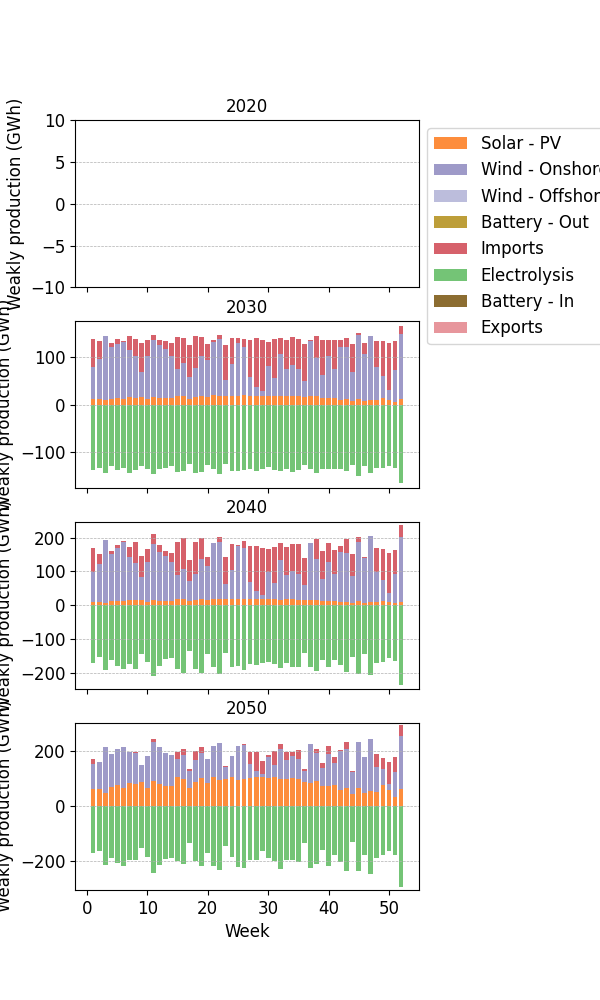 2020
Weakly production (GWh)
10
5
0
−5
−10
Solar - PV
Wind - Onshore
Wind - Offshor
Battery - Out
Imports
Electrolysis
Battery - In
Exports
2030
Weakly production (GWh)
100
0
−100
2040
Weakly production (GWh)
200
100
0
−100
−200
2050
Weakly production (GWh)
200
0
−200
0 10 20 30 40 50
Week